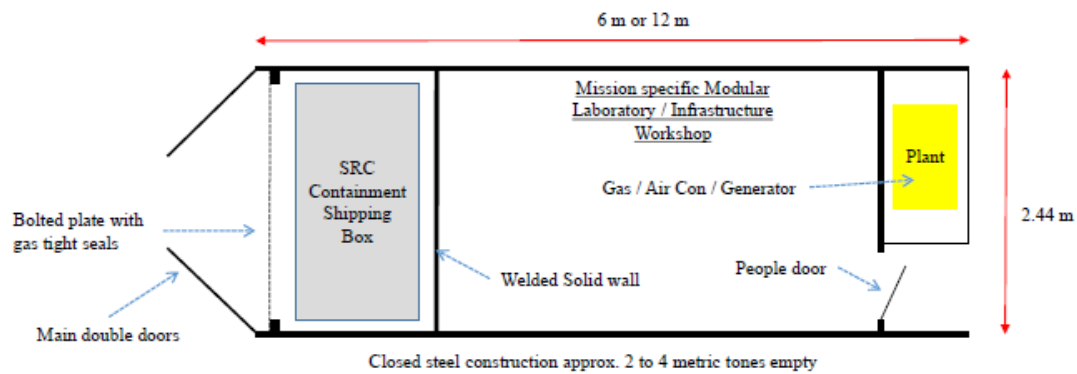 6 m or 12 m
Mission specific Modular
Laboratory / Infrastructure
Workshop
SRC
Containment
Shipping
Box
Plant
Gas / Air Con / Generator
Bolted plate with
gas tight seals
2.44 m
People door
Welded Solid wall
Main double doors
Closed steel construction approx. 2 to 4 metric tones empty